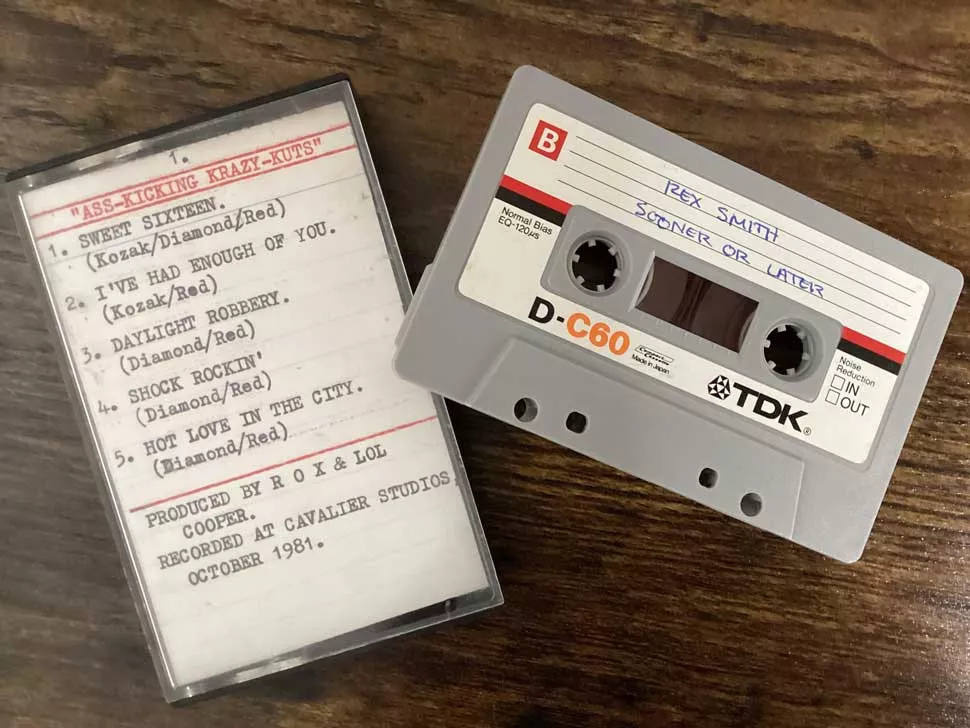 1.
"ASS-KICKING KRAZY-KUTS"
1. SWEET SIXTEEN.
(Kozak/Diamond/Red)
2. I'VE HAD ENOUGH OF YOU.
(Kozak/Red)
3. DAYLIGHT ROBBERY.
(Diamond/Red)
4. SHOCK ROCKIN'
(Diamond/Red)
5. HOT LOVE IN THE CITY.
(Diamond/Red)
PRODUCED BY R O X & LOL
COOPER.
RECORDED AT CAVALIER STUDIOS
OCTOBER 1981.
B
REX SMITH
SOONER OR LATER
Normal Bias
EQ-120µs
D-C60
Made in Japan
TDK®
Noise
Reduction
IN
OUT